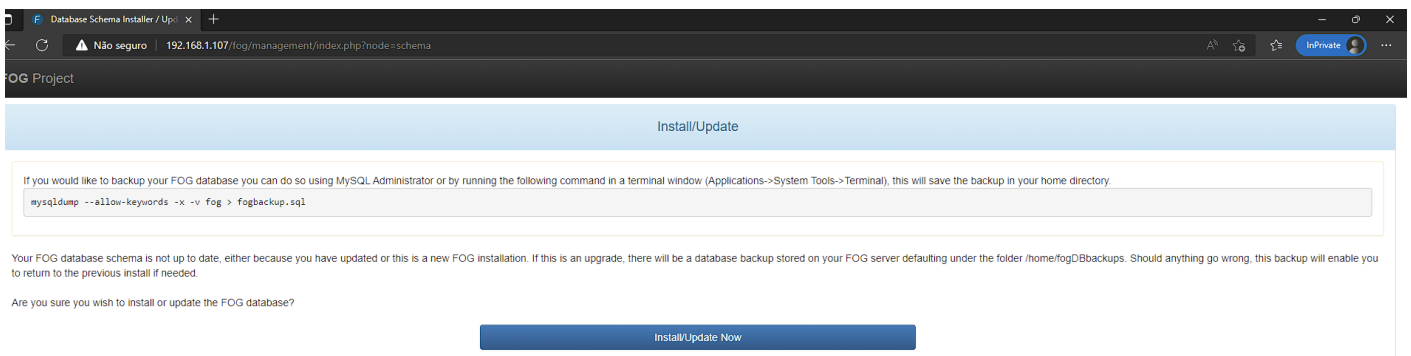 Database Schema Installer / Upd
Não seguro 192.168.1.107/fog/management/index.php?node=schema InPrivate
FOG Project
Install/Update
If you would like to backup your FOG database you can do so using MySQL Administrator or by running the following command in a terminal window (Applications->System Tools->Terminal), this will save the backup in your home directory.
mysqldump --allow-keywords -x -v fog > fogbackup.sql
Your FOG database schema is not up to date, either because you have updated or this is a new FOG installation. If this is an upgrade, there will be a database backup stored on your FOG server defaulting under the folder /home/fogDBbackups. Should anything go wrong, this backup will enable you
to return to the previous install if needed.
Are you sure you wish to install or update the FOG database?
Install/Update Now